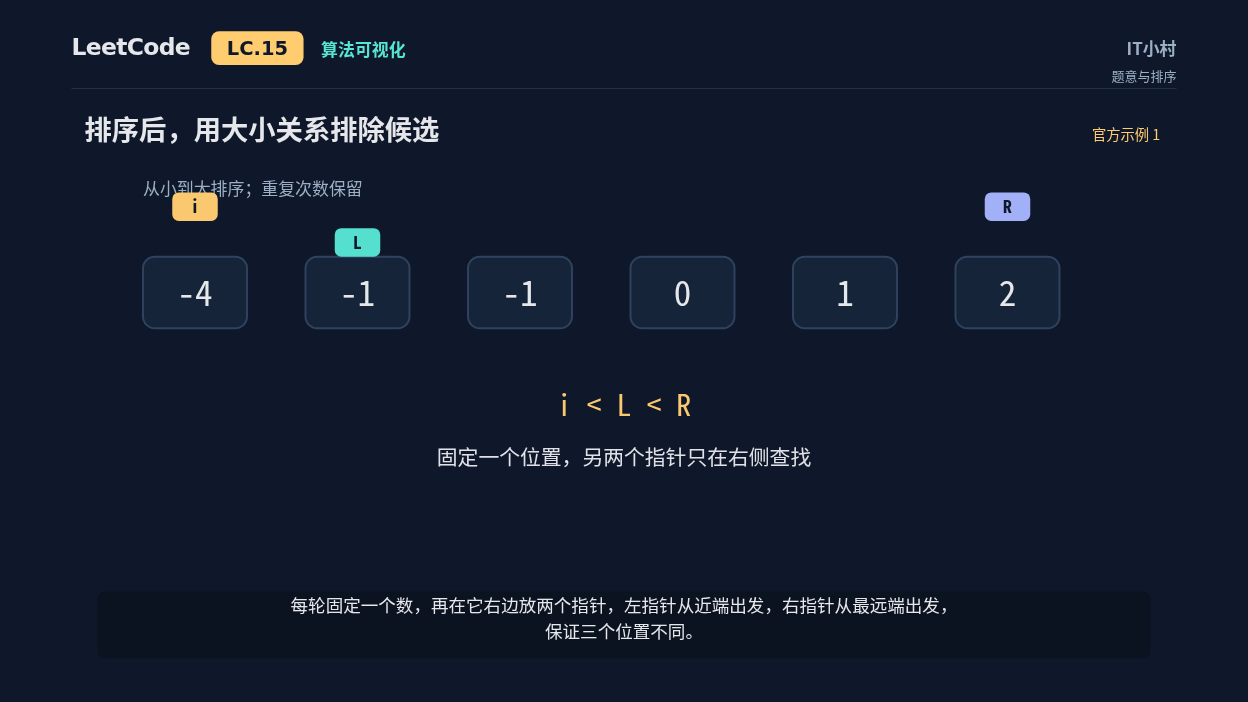 LeetCode LC.15 算法可视化
IT小村
题意与排序
排序后，用大小关系排除候选
官方示例 1
从小到大排序；重复次数保留
i
R
L
-4 -1 -1 0 1 2
i < L < R
固定一个位置，另两个指针只在右侧查找
每轮固定一个数，再在它右边放两个指针，左指针从近端出发，右指针从最远端出发，
保证三个位置不同。